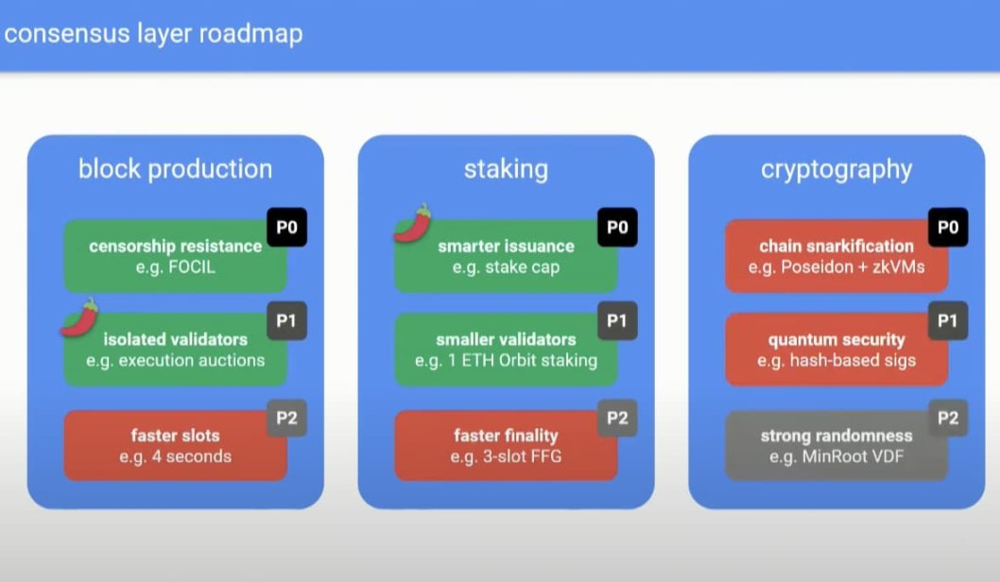 consensus layer roadmap
block production
P0
censorship resistance
e.g. FOCIL
P1
isolated validators
e.g. execution auctions
P2
faster slots
e.g. 4 seconds
staking
P0
smarter issuance
e.g. stake cap
P1
smaller validators
e.g. 1 ETH Orbit staking
P2
faster finality
e.g. 3-slot FFG
cryptography
P0
chain snarkification
e.g. Poseidon + zkVMs
P1
quantum security
e.g. hash-based sigs
P2
strong randomness
e.g. MinRoot VDF